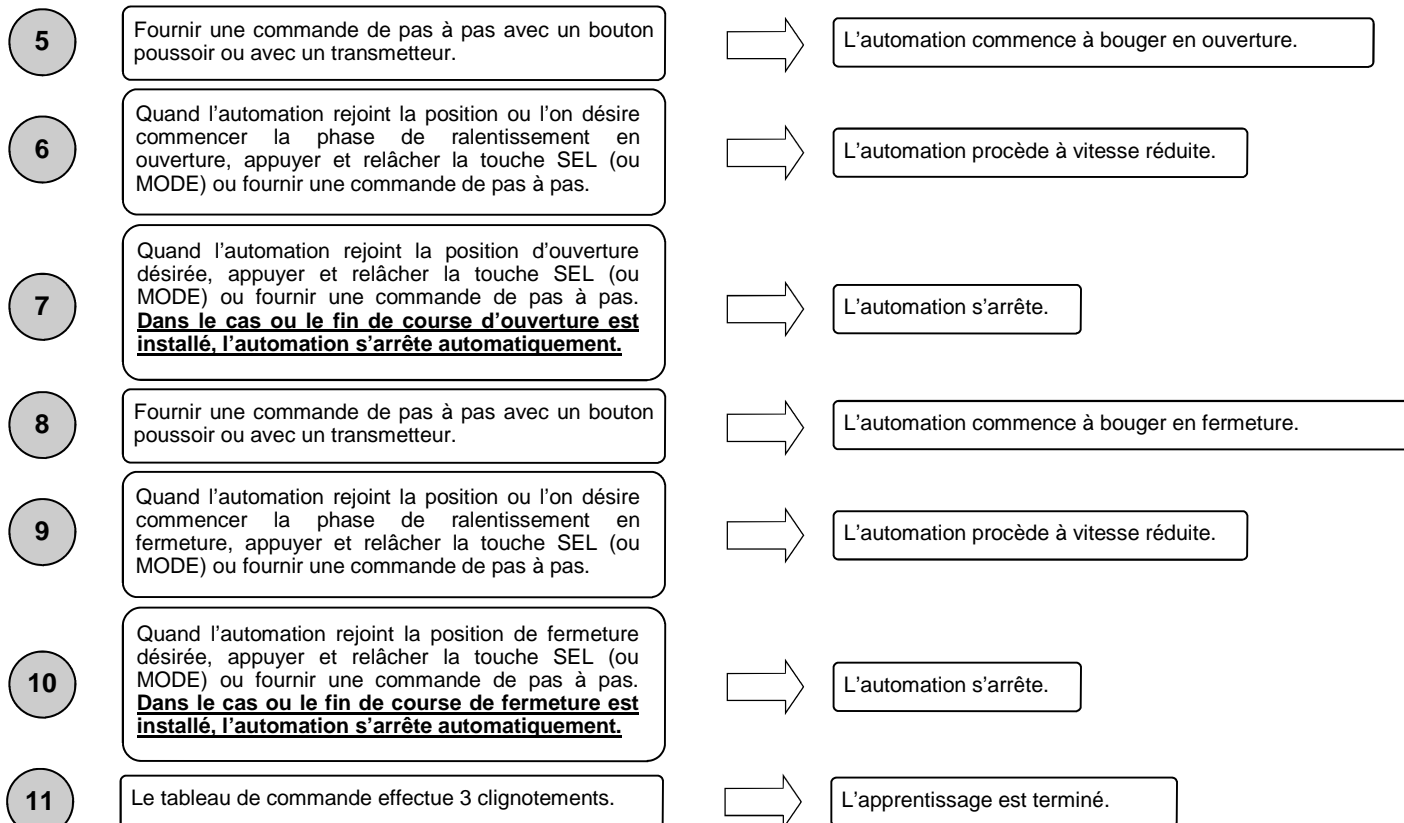 5
Fournir une commande de pas à pas avec un bouton
poussoir ou avec un transmetteur.
L’automation commence à bouger en ouverture.
6
Quand l’automation rejoint la position ou l’on désire
commencer la phase de ralentissement en
ouverture, appuyer et relâcher la touche SEL (ou
MODE) ou fournir une commande de pas à pas.
L’automation procède à vitesse réduite.
7
Quand l’automation rejoint la position d’ouverture
désirée, appuyer et relâcher la touche SEL (ou
MODE) ou fournir une commande de pas à pas.
Dans le cas ou le fin de course d’ouverture est
installé, l’automation s’arrête automatiquement.
L’automation s’arrête.
8
Fournir une commande de pas à pas avec un bouton
poussoir ou avec un transmetteur.
L’automation commence à bouger en fermeture.
9
Quand l’automation rejoint la position ou l’on désire
commencer la phase de ralentissement en
fermeture, appuyer et relâcher la touche SEL (ou
MODE) ou fournir une commande de pas à pas.
L’automation procède à vitesse réduite.
10
Quand l’automation rejoint la position de fermeture
désirée, appuyer et relâcher la touche SEL (ou
MODE) ou fournir une commande de pas à pas.
Dans le cas ou le fin de course de fermeture est
installé, l’automation s’arrête automatiquement.
L’automation s’arrête.
11
Le tableau de commande effectue 3 clignotements.
L’apprentissage est terminé.